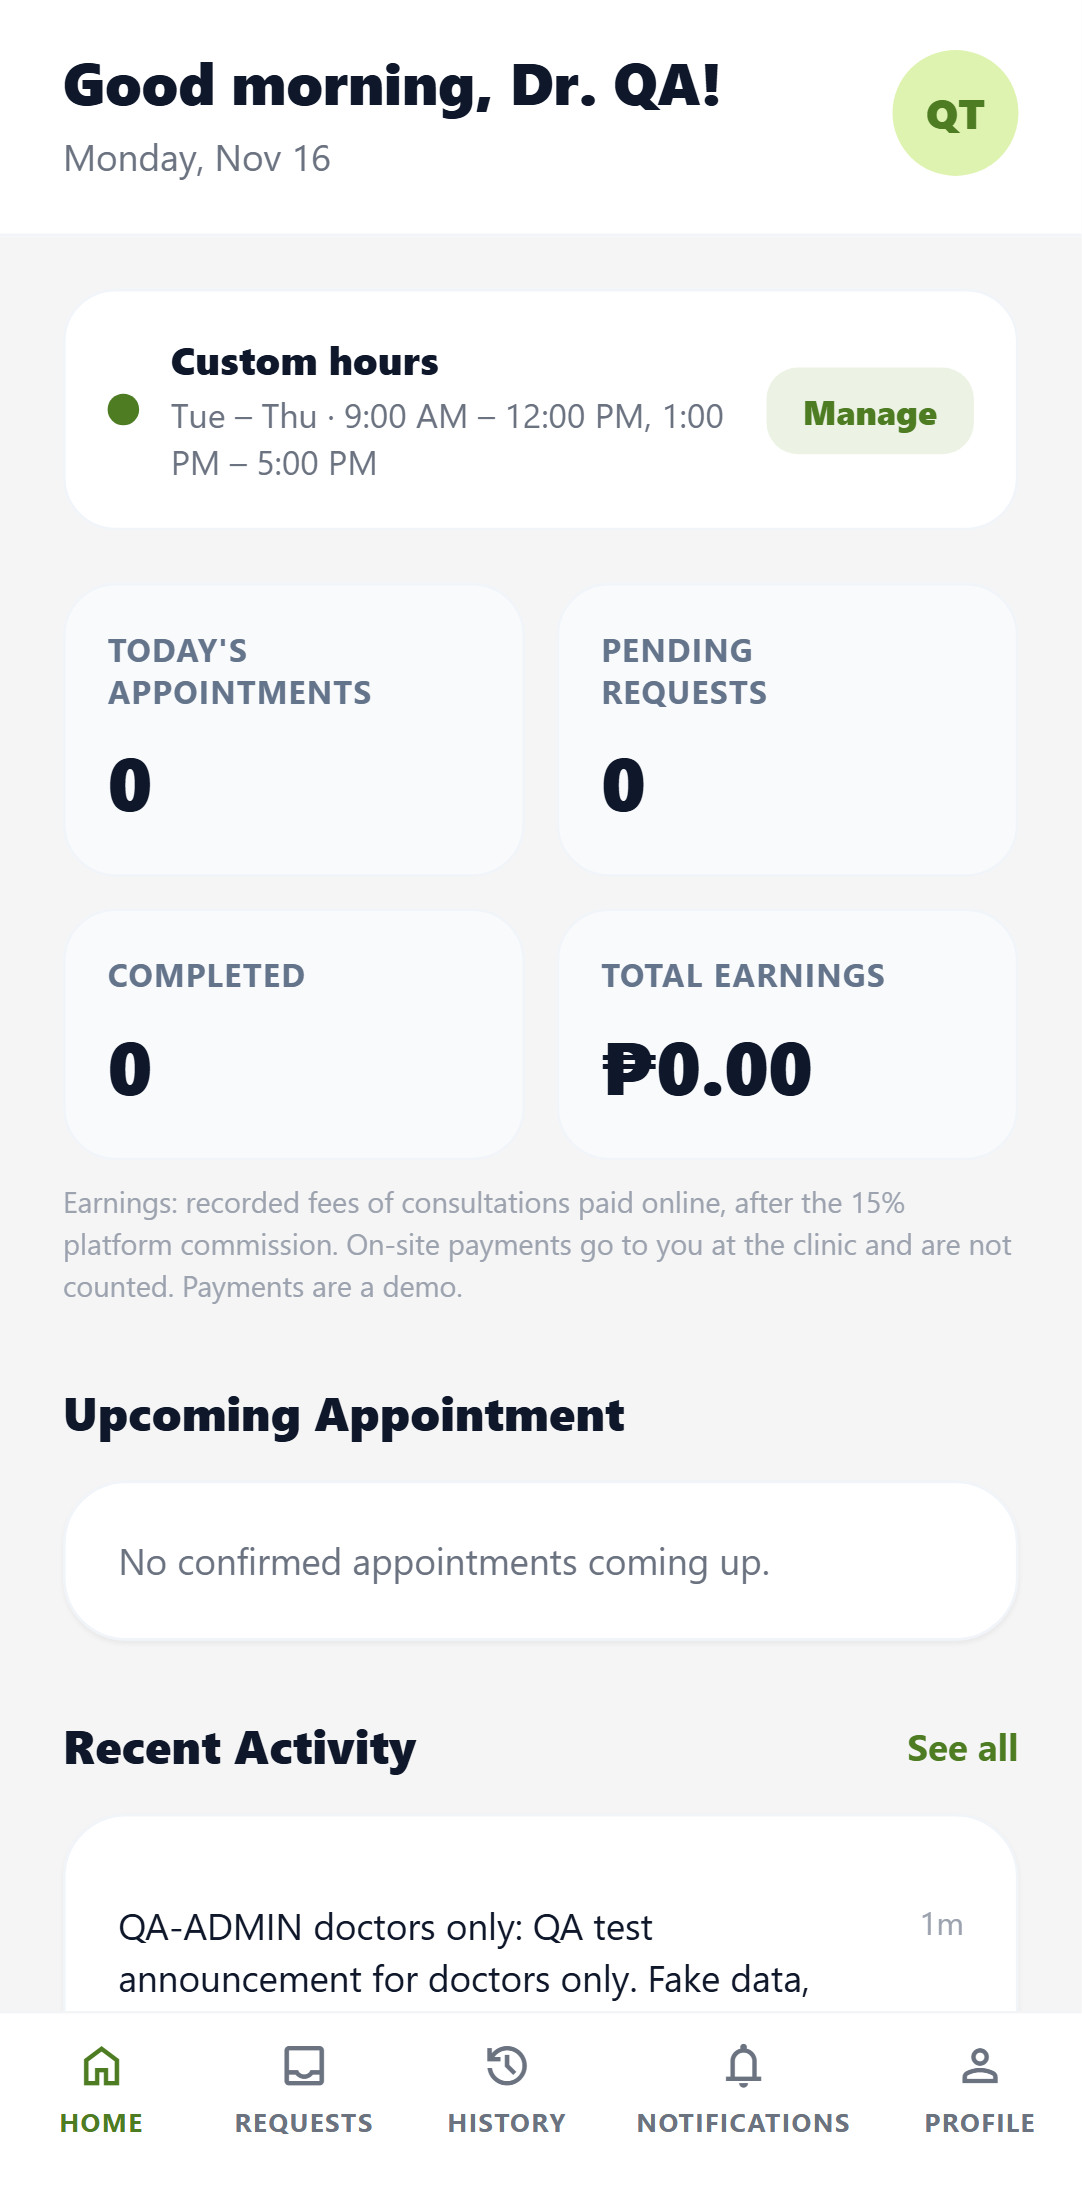 Good morning, Dr. QA!
Monday, Nov 16
QT
Custom hours
Tue – Thu · 9:00 AM – 12:00 PM, 1:00
PM – 5:00 PM
Manage
TODAY'S
APPOINTMENTS
0
PENDING
REQUESTS
0
COMPLETED
0
TOTAL EARNINGS
₱0.00
Earnings: recorded fees of consultations paid online, after the 15%
platform commission. On-site payments go to you at the clinic and are not
counted. Payments are a demo.
Upcoming Appointment
No confirmed appointments coming up.
Recent Activity
See all
QA-ADMIN doctors only: QA test
announcement for doctors only. Fake data,
1m
HOME
REQUESTS
HISTORY
NOTIFICATIONS
PROFILE